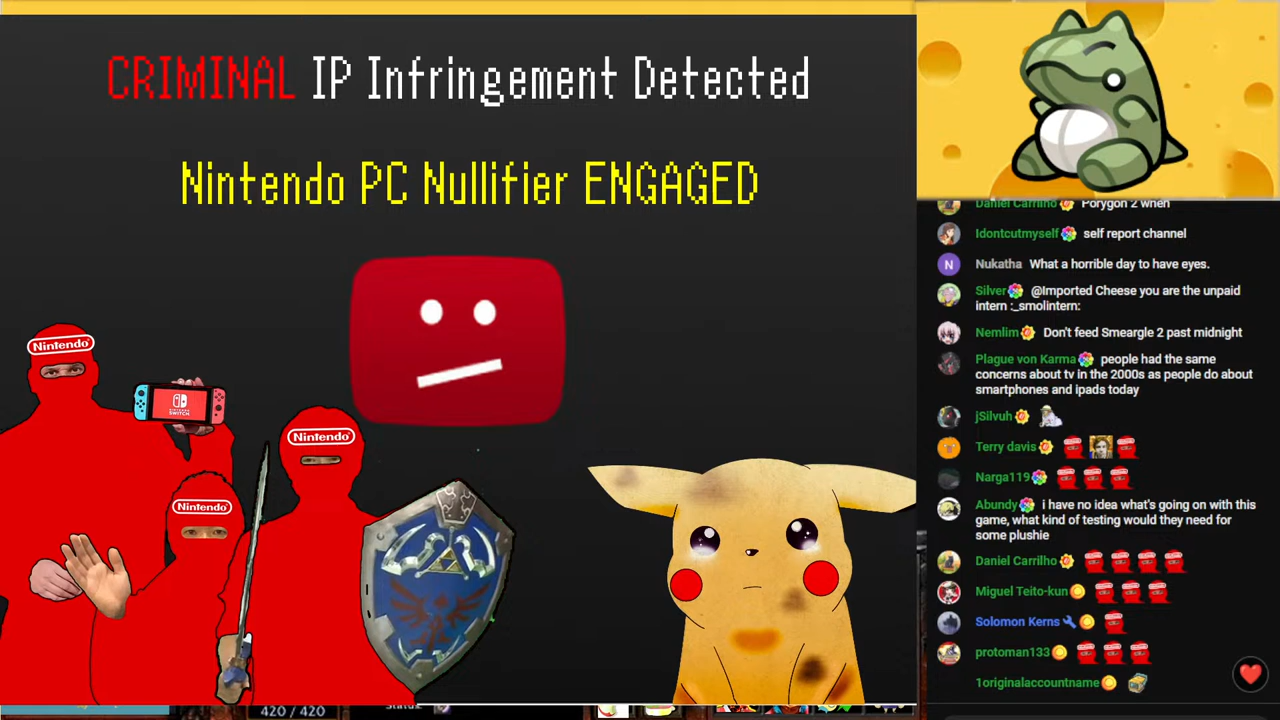 CRIMINAL IP Infringement Detected
Nintendo PC Nullifier ENGAGED
Nintendo
NINTENDO
SWITCH
Nintendo
Nintendo
420 / 420
Status:
Daniel Carrilho Porygon 2 when
Idontcutmyself self report channel
N Nukatha What a horrible day to have eyes.
Silver @Imported Cheese you are the unpaid
intern :_smolintern:
Nemlim Don't feed Smeargle 2 past midnight
Plague von Karma people had the same
concerns about tv in the 2000s as people do about
smartphones and ipads today
jSilvuh
Terry davis
Narga119
Abundy i have no idea what's going on with this
game, what kind of testing would they need for
some plushie
Daniel Carrilho
Miguel Teito-kun
Solomon Kerns
protoman133
1originalaccountname